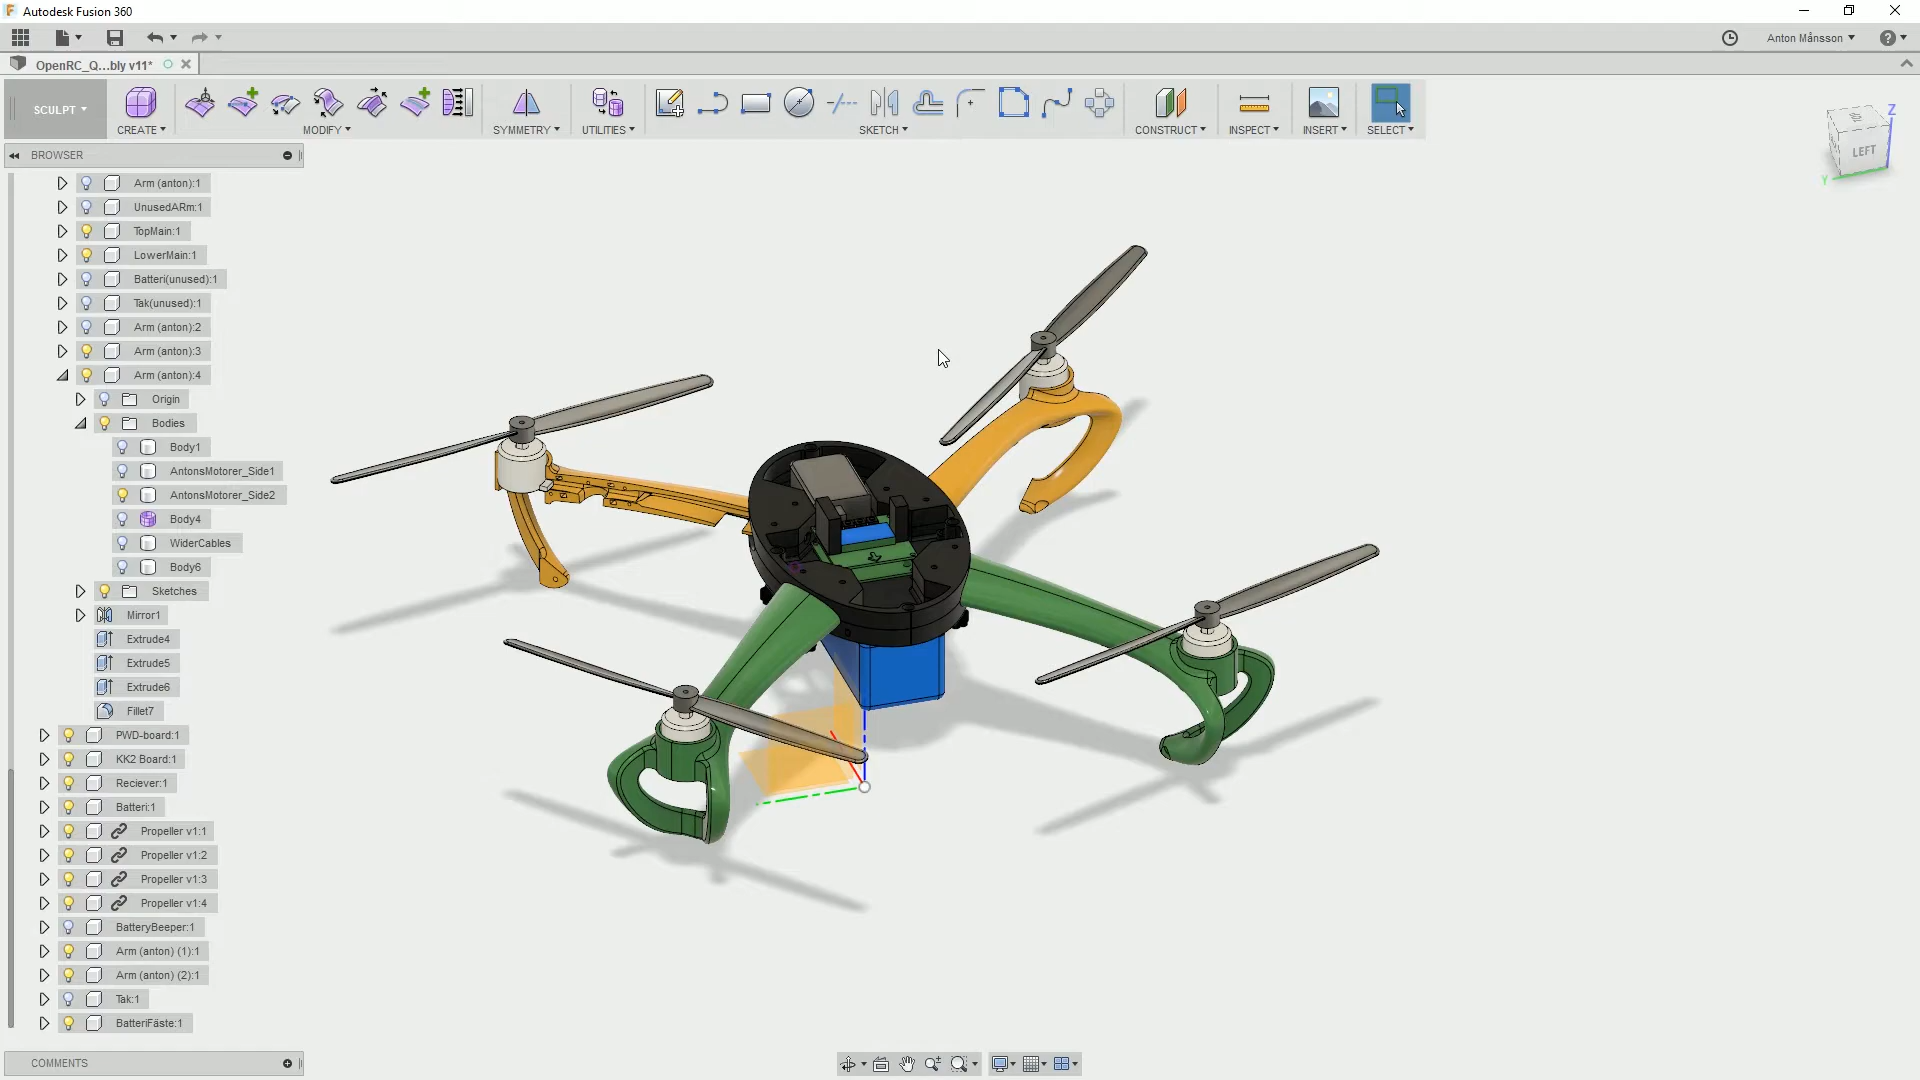 Autodesk Fusion 360
Anton Månsson
OpenRC_Q...bly v11*
SCULPT
CREATE
MODIFY
SYMMETRY
UTILITIES
SKETCH
CONSTRUCT
INSPECT
INSERT
SELECT
Z
LEFT
Y
BROWSER
Arm (anton):1
UnusedARm:1
TopMain:1
LowerMain:1
Batteri(unused):1
Tak(unused):1
Arm (anton):2
Arm (anton):3
Arm (anton):4
Origin
Bodies
Body1
AntonsMotorer_Side1
AntonsMotorer_Side2
Body4
WiderCables
Body6
Sketches
Mirror1
Extrude4
Extrude5
Extrude6
Fillet7
PWD-board:1
KK2 Board:1
Reciever:1
Batteri:1
Propeller v1:1
Propeller v1:2
Propeller v1:3
Propeller v1:4
BatteryBeeper:1
Arm (anton) (1):1
Arm (anton) (2):1
Tak:1
BatteriFäste:1
COMMENTS